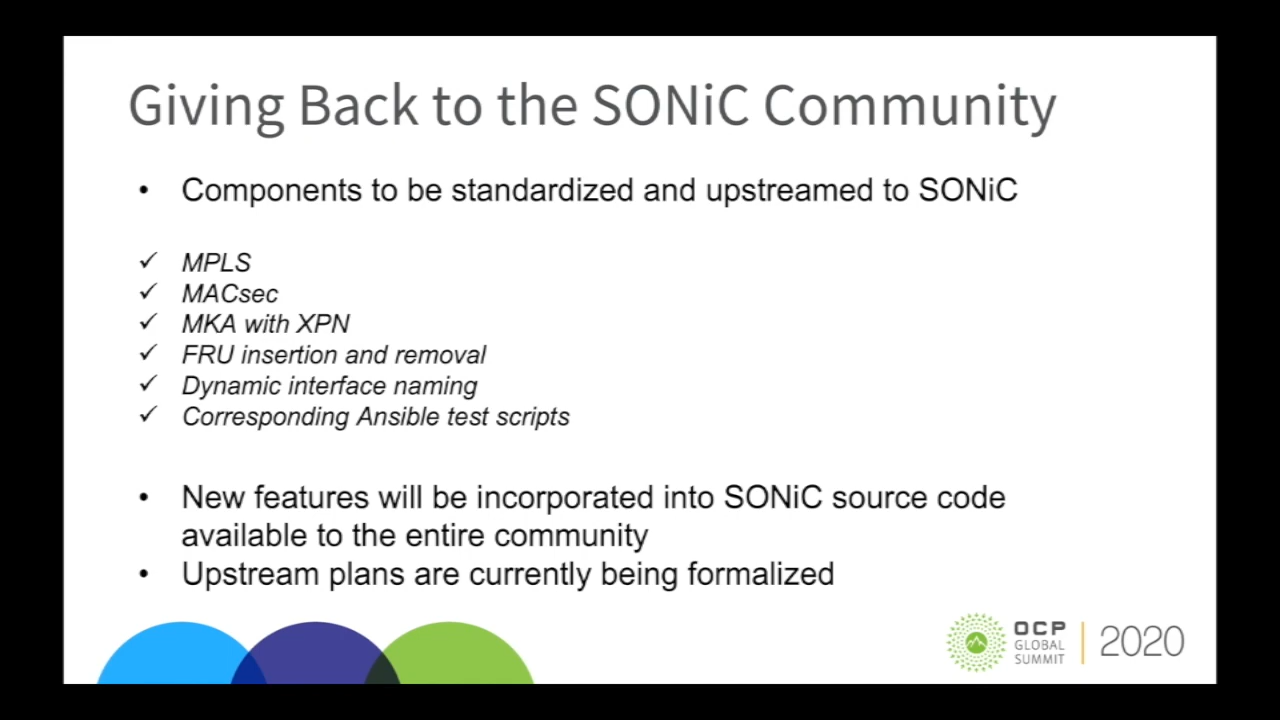 Giving Back to the SONiC Community
• Components to be standardized and upstreamed to SONiC
✓ MPLS
✓ MACsec
✓ MKA with XPN
✓ FRU insertion and removal
✓ Dynamic interface naming
✓ Corresponding Ansible test scripts
• New features will be incorporated into SONiC source code
available to the entire community
• Upstream plans are currently being formalized
OCP
GLOBAL
SUMMIT
2020